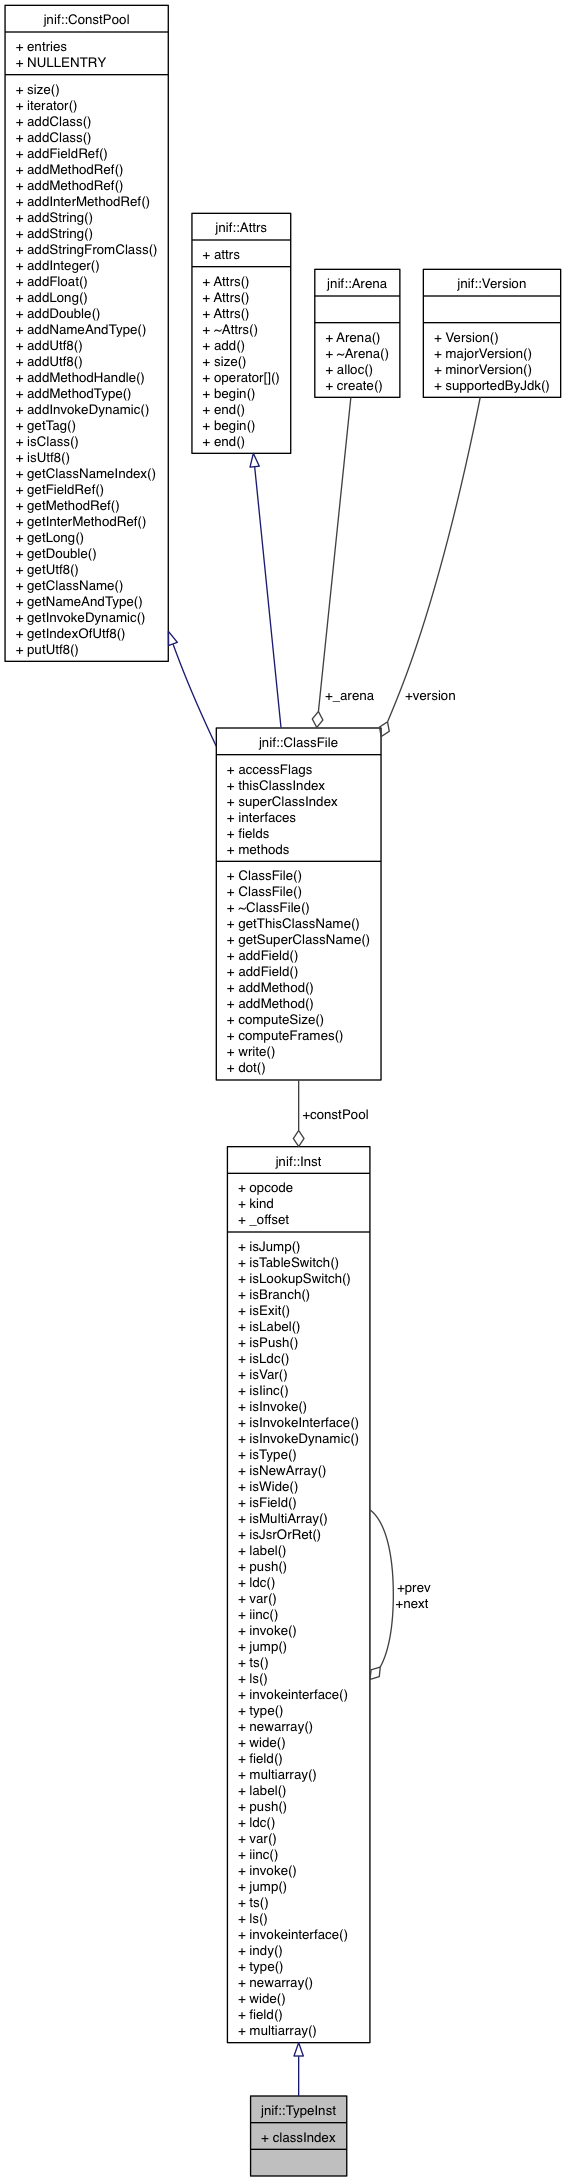 jnif::ConstPool
+ entries
+ NULLENTRY
+ size()
+ iterator()
+ addClass()
+ addClass()
+ addFieldRef()
+ addMethodRef()
+ addMethodRef()
+ addInterMethodRef()
+ addString()
+ addString()
+ addStringFromClass()
+ addInteger()
+ addFloat()
+ addLong()
+ addDouble()
+ addNameAndType()
+ addUtf8()
+ addUtf8()
+ addMethodHandle()
+ addMethodType()
+ addInvokeDynamic()
+ getTag()
+ isClass()
+ isUtf8()
+ getClassNameIndex()
+ getFieldRef()
+ getMethodRef()
+ getInterMethodRef()
+ getLong()
+ getDouble()
+ getUtf8()
+ getClassName()
+ getNameAndType()
+ getInvokeDynamic()
+ getIndexOfUtf8()
+ putUtf8()
jnif::Attrs
+ attrs
+ Attrs()
+ Attrs()
+ Attrs()
+ ~Attrs()
+ add()
+ size()
+ operator[]()
+ begin()
+ end()
+ begin()
+ end()
jnif::Arena
+ Arena()
+ ~Arena()
+ alloc()
+ create()
jnif::Version
+ Version()
+ majorVersion()
+ minorVersion()
+ supportedByJdk()
+_arena
+version
jnif::ClassFile
+ accessFlags
+ thisClassIndex
+ superClassIndex
+ interfaces
+ fields
+ methods
+ ClassFile()
+ ClassFile()
+ ~ClassFile()
+ getThisClassName()
+ getSuperClassName()
+ addField()
+ addField()
+ addMethod()
+ addMethod()
+ computeSize()
+ computeFrames()
+ write()
+ dot()
+constPool
jnif::Inst
+ opcode
+ kind
+ _offset
+ isJump()
+ isTableSwitch()
+ isLookupSwitch()
+ isBranch()
+ isExit()
+ isLabel()
+ isPush()
+ isLdc()
+ isVar()
+ isIinc()
+ isInvoke()
+ isInvokeInterface()
+ isInvokeDynamic()
+ isType()
+ isNewArray()
+ isWide()
+ isField()
+ isMultiArray()
+ isJsrOrRet()
+ label()
+ push()
+ ldc()
+ var()
+ iinc()
+ invoke()
+ jump()
+ ts()
+ ls()
+ invokeinterface()
+ type()
+ newarray()
+ wide()
+ field()
+ multiarray()
+ label()
+ push()
+ ldc()
+ var()
+ iinc()
+ invoke()
+ jump()
+ ts()
+ ls()
+ invokeinterface()
+ indy()
+ type()
+ newarray()
+ wide()
+ field()
+ multiarray()
+prev
+next
jnif::TypeInst
+ classIndex